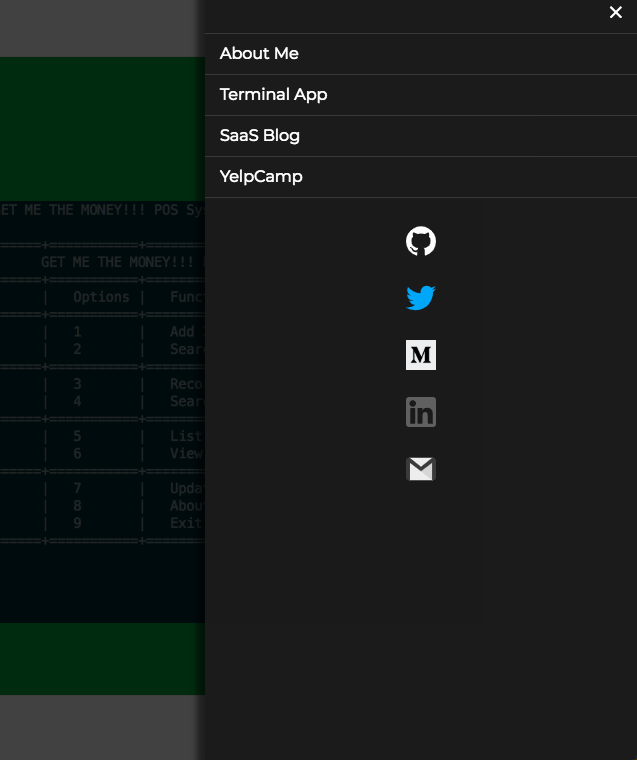 About Me
Terminal App
SaaS Blog
YelpCamp
M
in
ET ME THE MONEY!!! POS Sy
GET ME THE MONEY!!!
| Options | Func
| 1 | Add
| 2 | Sear
| 3 | Reco
| 4 | Sear
| 5 | List
| 6 | View
| 7 | Upda
| 8 | Abou
| 9 | Exit